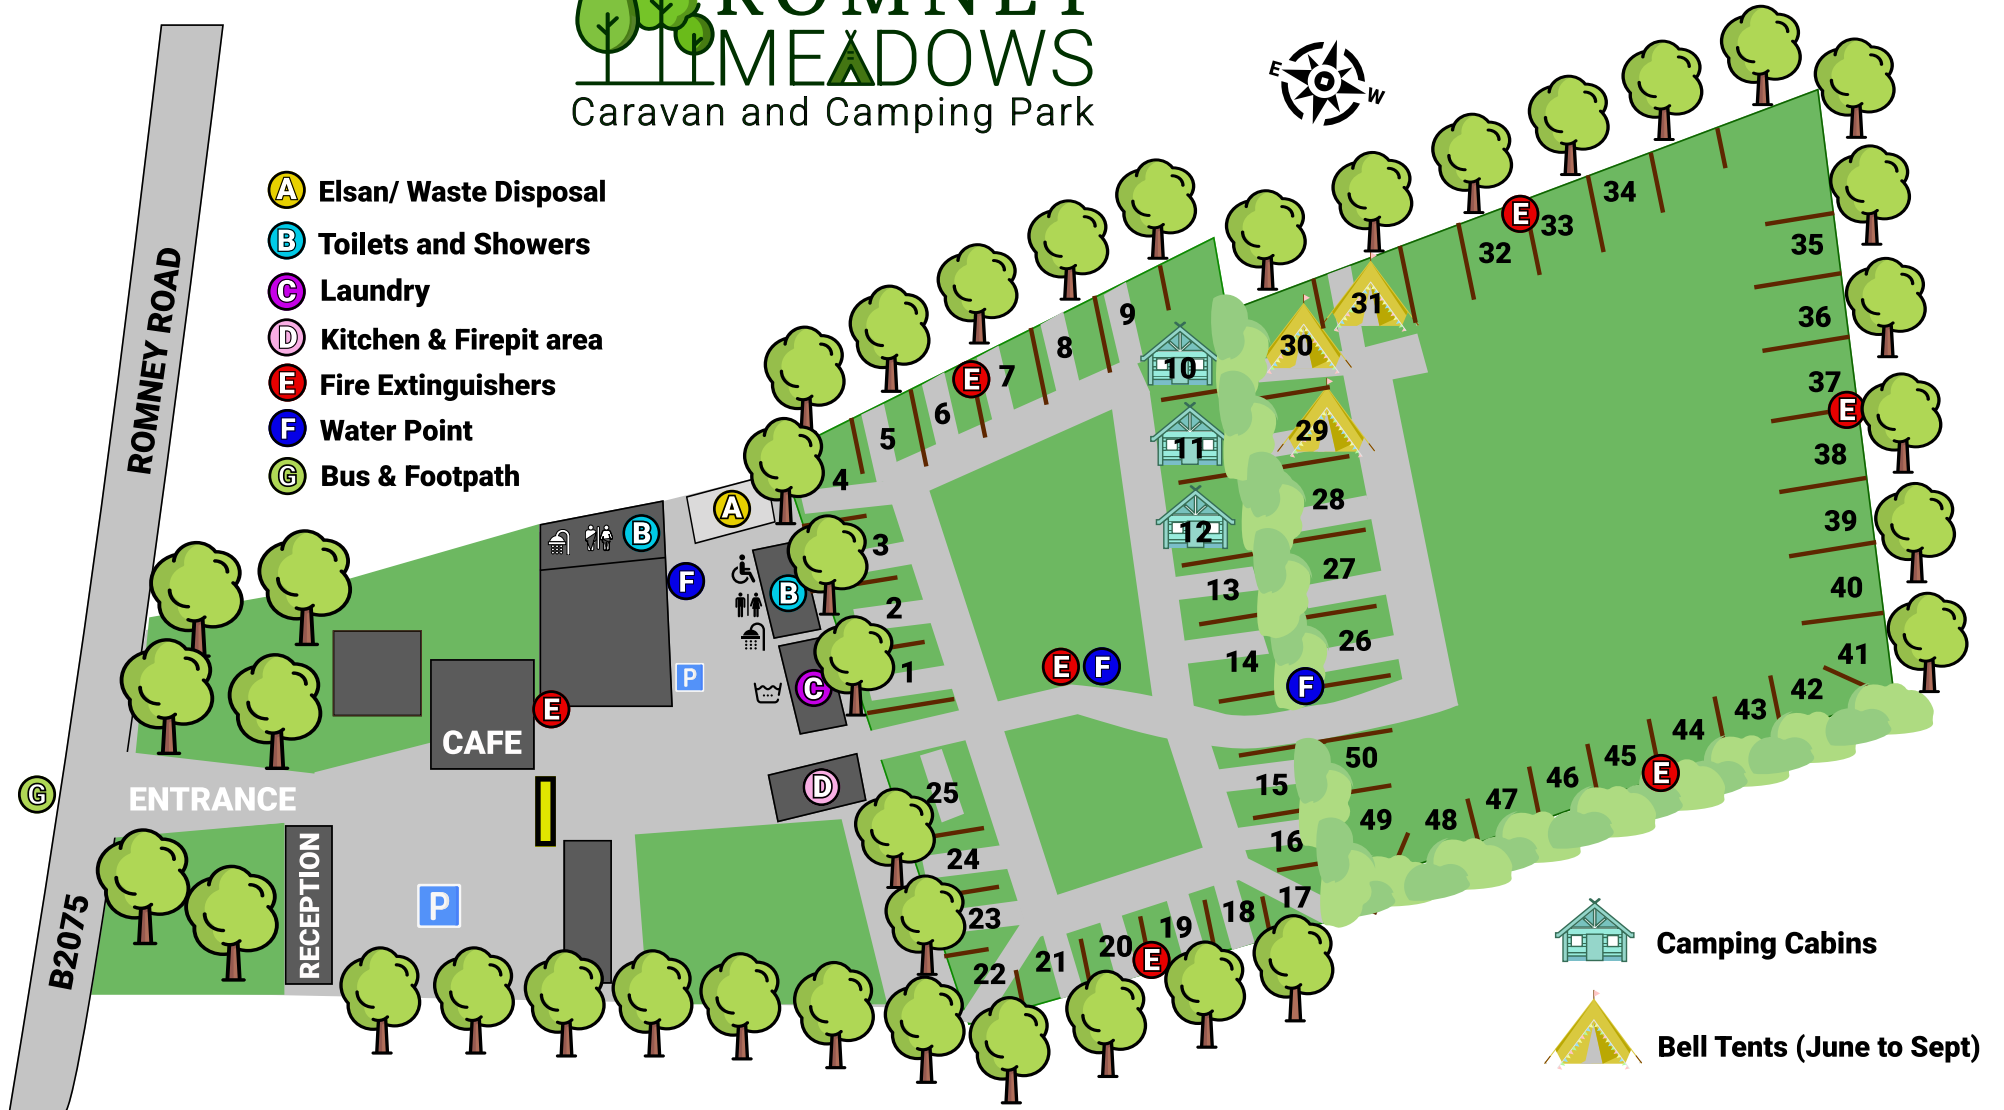 ROMNEY
MEADOWS
Caravan and Camping Park
E
W
A Elsan/ Waste Disposal
B Toilets and Showers
C Laundry
D Kitchen & Firepit area
E Fire Extinguishers
F Water Point
G Bus & Footpath
ROMNEY ROAD
B2075
G
ENTRANCE
RECEPTION
CAFE
E
P
P
A
B
F
B
C
D
1
2
3
4
5
6
E
7
8
9
10
11
12
13
14
E F
F
15
16
17
18
19
E
20
21
22
23
24
25
26
27
28
29
30
31
32
E
33
34
35
36
37
E
38
39
40
41
42
43
44
E
45
46
47
48
49
50
Camping Cabins
Bell Tents (June to Sept)